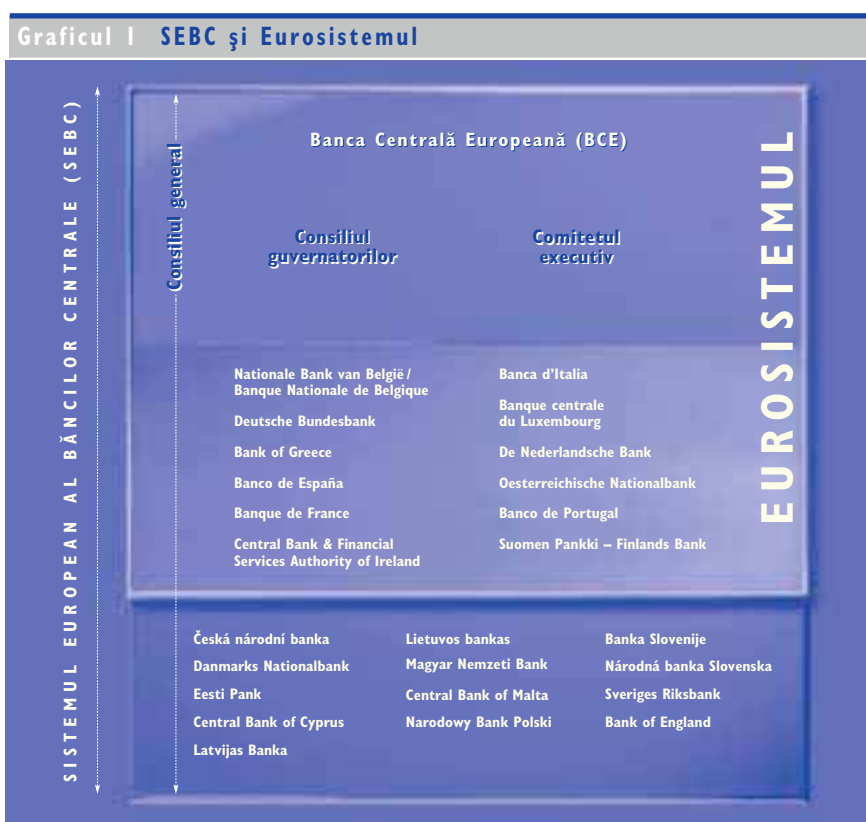 Graficul 1 SEBC şi Eurosistemul
SISTEMUL EUROPEAN AL BĂNCILOR CENTRALE (SEBC)
Consiliul general
Banca Centrală Europeană (BCE)
Consiliul
guvernatorilor
Comitetul
executiv
EUROSISTEMUL
Nationale Bank van België /
Banque Nationale de Belgique
Deutsche Bundesbank
Bank of Greece
Banco de España
Banque de France
Central Bank & Financial
Services Authority of Ireland
Banca d’Italia
Banque centrale
du Luxembourg
De Nederlandsche Bank
Oesterreichische Nationalbank
Banco de Portugal
Suomen Pankki – Finlands Bank
Česká národní banka
Danmarks Nationalbank
Eesti Pank
Central Bank of Cyprus
Latvijas Banka
Lietuvos bankas
Magyar Nemzeti Bank
Central Bank of Malta
Narodowy Bank Polski
Banka Slovenije
Národná banka Slovenska
Sveriges Riksbank
Bank of England